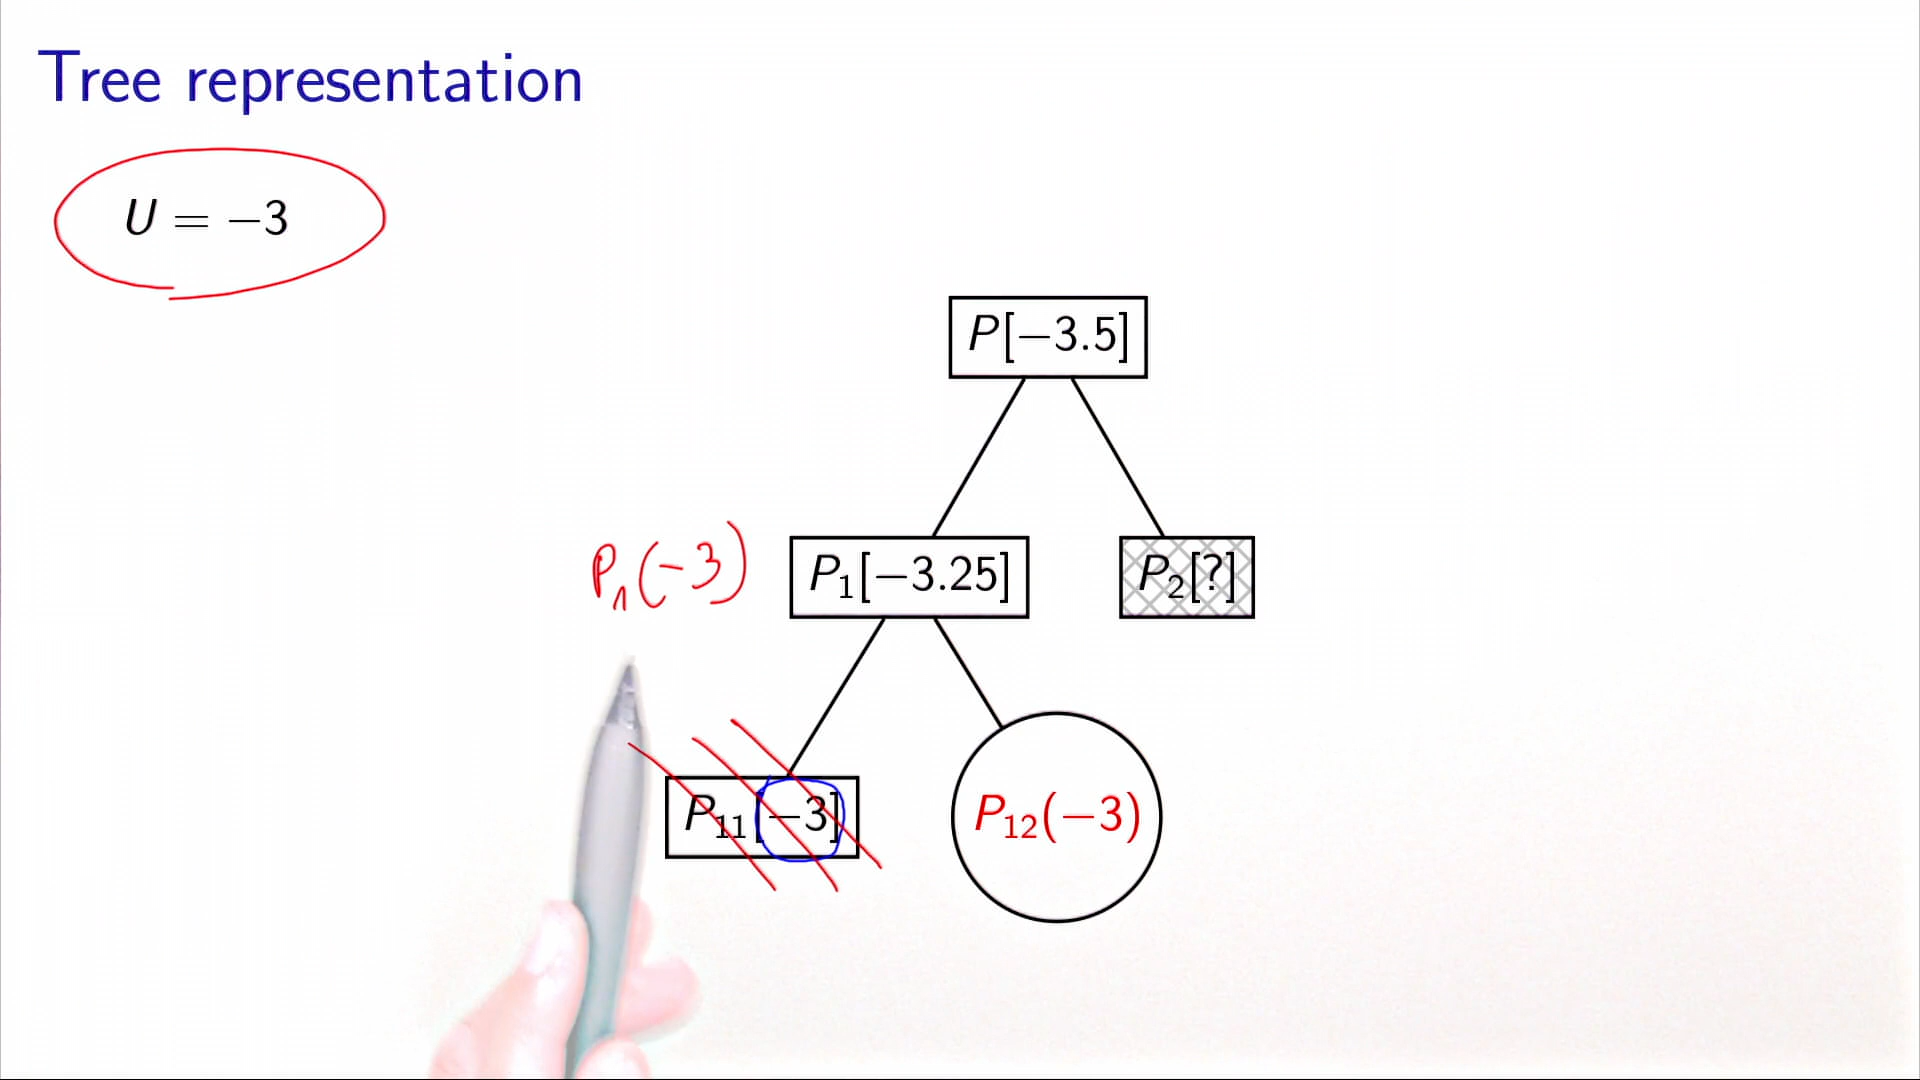 Tree representation
U = −3
P[−3.5]
P₁(−3)
P₁[−3.25]
P₂[?]
P₁₁[−3]
P₁₂(−3)